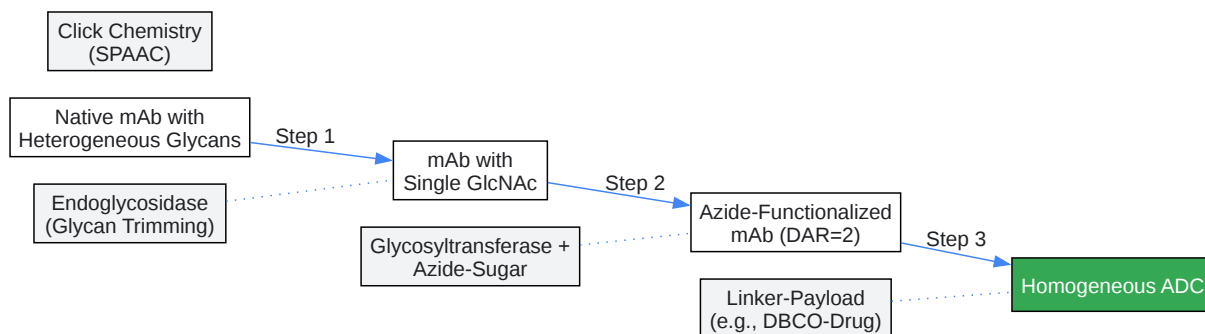 Click Chemistry
(SPAAC)
Native mAb with
Heterogeneous Glycans
Step 1
mAb with
Single GlcNAc
Endoglycosidase
(Glycan Trimming)
Step 2
Azide-Functionalized
mAb (DAR=2)
Glycosyltransferase +
Azide-Sugar
Step 3
Homogeneous ADC
Linker-Payload
(e.g., DBCO-Drug)